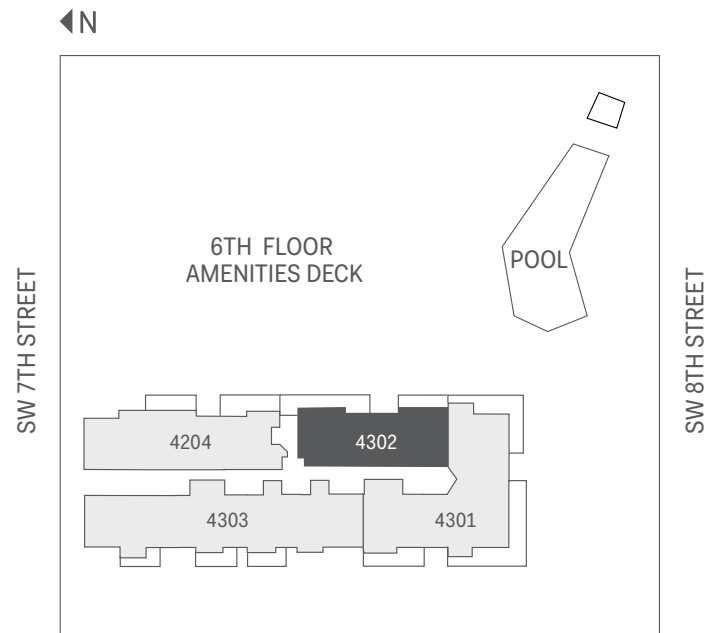 N
6TH FLOOR
AMENITIES DECK
POOL
SW 7TH STREET
SW 8TH STREET
4204
4302
4303
4301